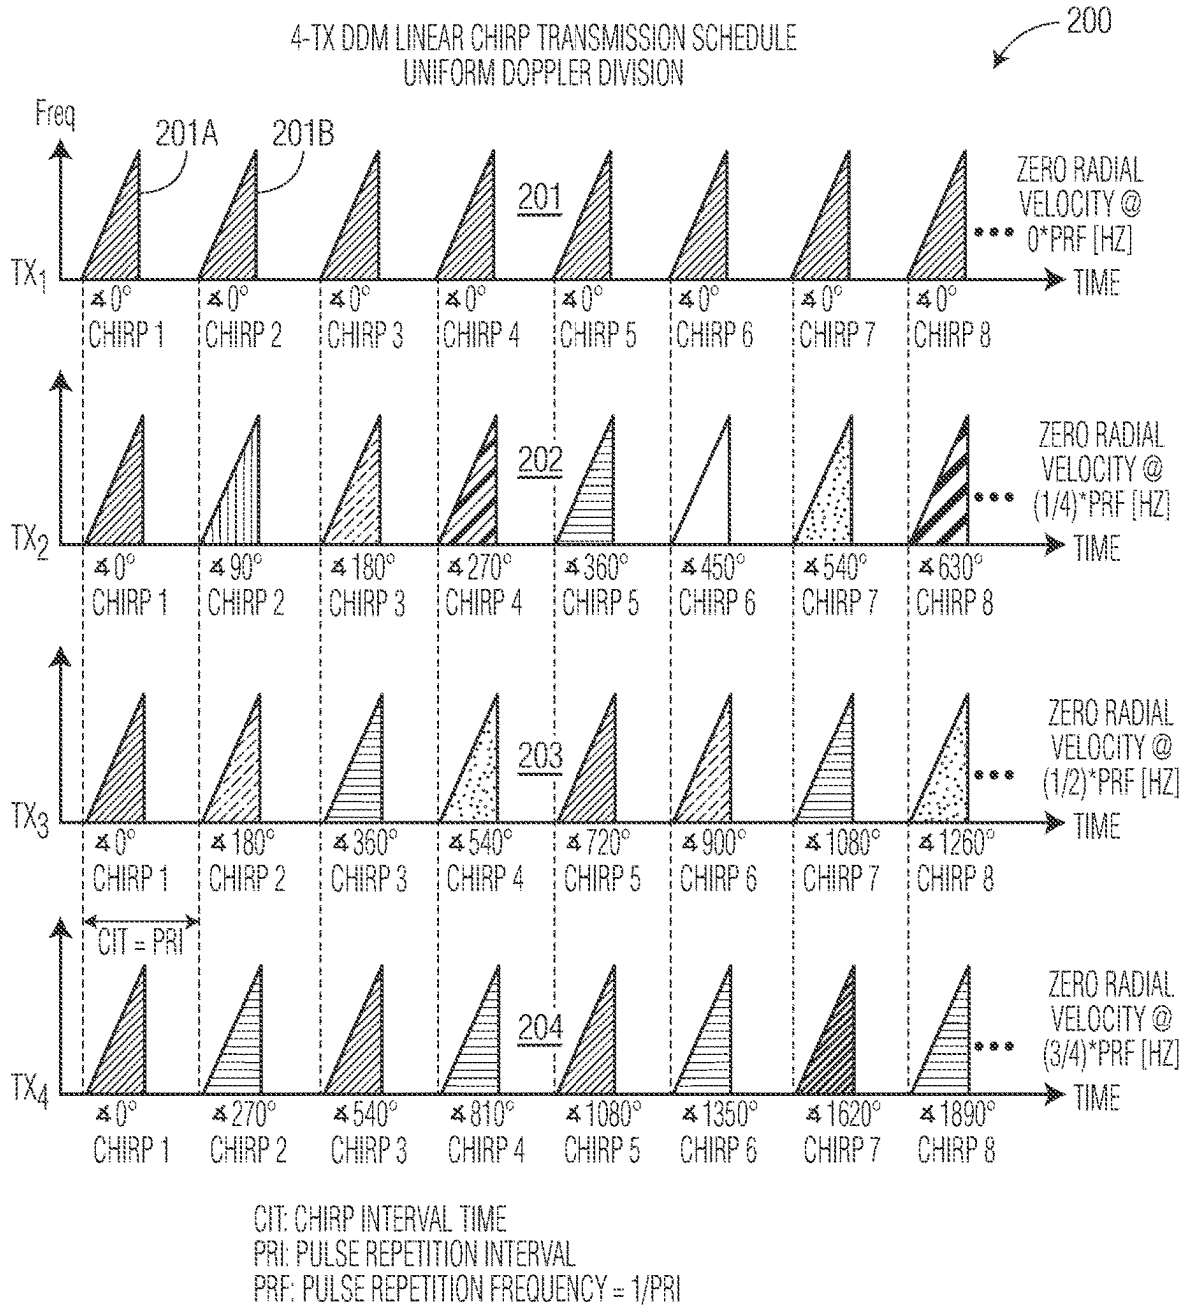 200
4-TX DDM LINEAR CHIRP TRANSMISSION SCHEDULE
UNIFORM DOPPLER DIVISION
Freq
201A
201B
201
ZERO RADIAL
VELOCITY @
0*PRF [HZ]
TX1
TIME
∡0° ∡0° ∡0° ∡0° ∡0° ∡0° ∡0° ∡0°
CHIRP 1 CHIRP 2 CHIRP 3 CHIRP 4 CHIRP 5 CHIRP 6 CHIRP 7 CHIRP 8
202
ZERO RADIAL
VELOCITY @
(1/4)*PRF [HZ]
TX2
TIME
∡0° ∡90° ∡180° ∡270° ∡360° ∡450° ∡540° ∡630°
CHIRP 1 CHIRP 2 CHIRP 3 CHIRP 4 CHIRP 5 CHIRP 6 CHIRP 7 CHIRP 8
203
ZERO RADIAL
VELOCITY @
(1/2)*PRF [HZ]
TX3
TIME
∡0° ∡180° ∡360° ∡540° ∡720° ∡900° ∡1080° ∡1260°
CHIRP 1 CHIRP 2 CHIRP 3 CHIRP 4 CHIRP 5 CHIRP 6 CHIRP 7 CHIRP 8
CIT = PRI
204
ZERO RADIAL
VELOCITY @
(3/4)*PRF [HZ]
TX4
TIME
∡0° ∡270° ∡540° ∡810° ∡1080° ∡1350° ∡1620° ∡1890°
CHIRP 1 CHIRP 2 CHIRP 3 CHIRP 4 CHIRP 5 CHIRP 6 CHIRP 7 CHIRP 8
CIT: CHIRP INTERVAL TIME
PRI: PULSE REPETITION INTERVAL
PRF: PULSE REPETITION FREQUENCY = 1/PRI